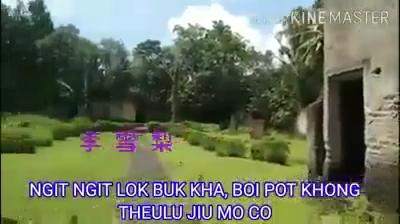 KINEMASTER
李雪梨
NGIT NGIT LOK BUK KHA, BOI POT KHONG
THEULU JIU MO CO